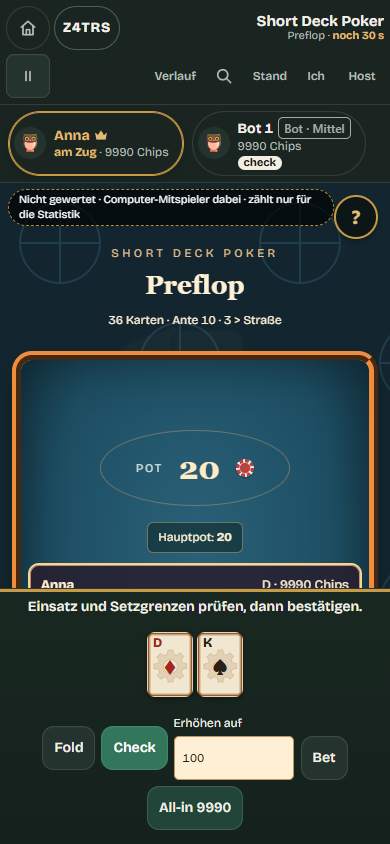 Z4TRS
Short Deck Poker
Preflop · noch 30 s
Verlauf
Stand
Ich
Host
Anna
am Zug · 9990 Chips
Bot 1
Bot · Mittel
9990 Chips
check
Nicht gewertet · Computer-Mitspieler dabei · zählt nur für
die Statistik
?
SHORT DECK POKER
Preflop
36 Karten · Ante 10 · 3 > Straße
POT 20
Hauptpot: 20
Anna
D · 9990 Chips
Einsatz und Setzgrenzen prüfen, dann bestätigen.
D
K
Erhöhen auf
Fold
Check
100
Bet
All-in 9990